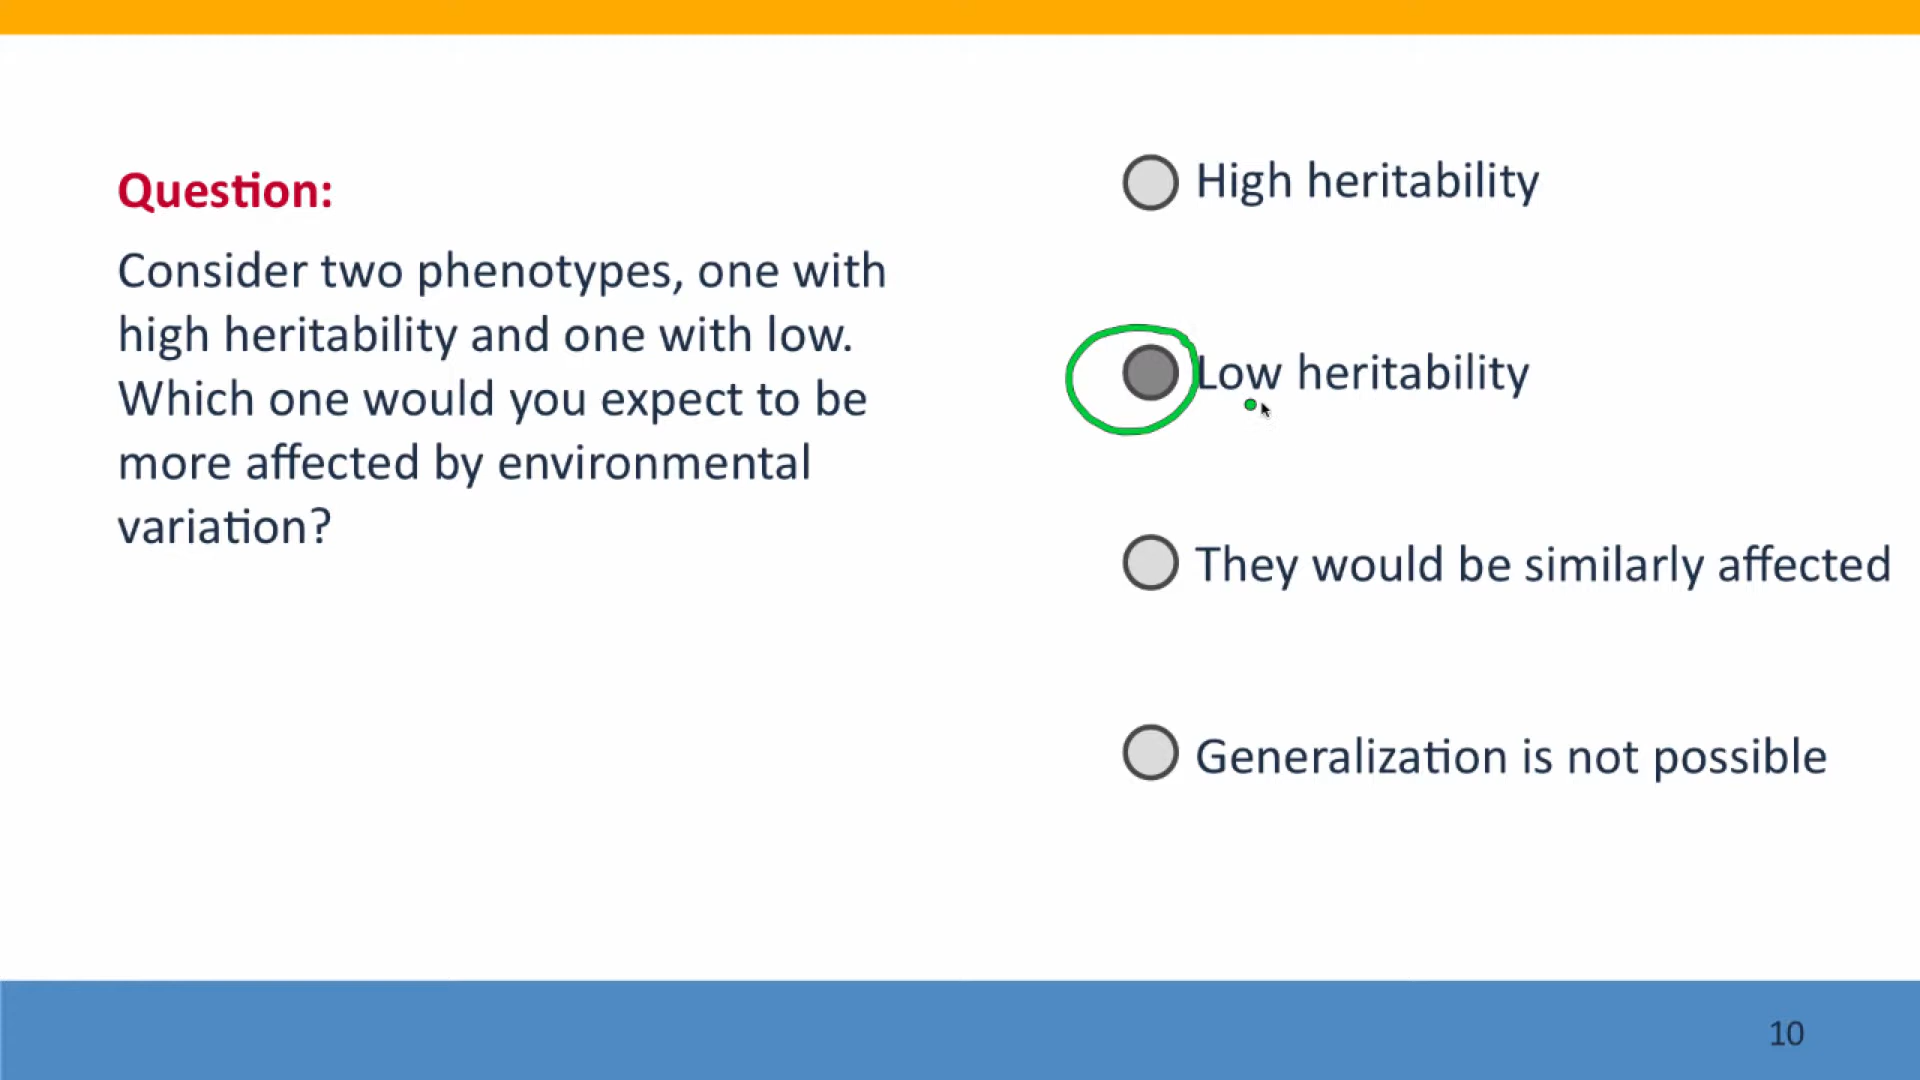 Question:
Consider two phenotypes, one with
high heritability and one with low.
Which one would you expect to be
more affected by environmental
variation?
High heritability
Low heritability
They would be similarly affected
Generalization is not possible
10